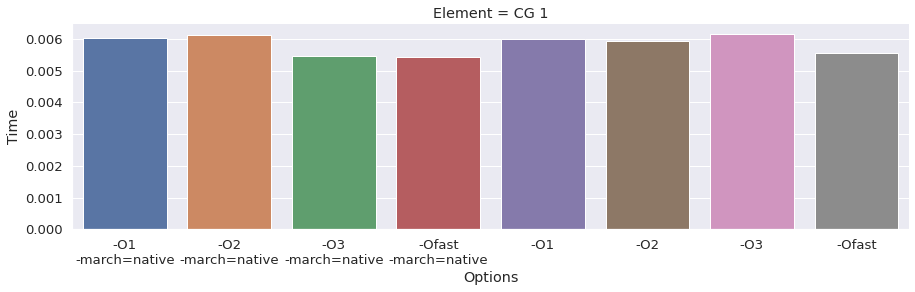 Element = CG 1
Time
0.006
0.005
0.004
0.003
0.002
0.001
0.000
-O1
-march=native
-O2
-march=native
-O3
-march=native
-Ofast
-march=native
-O1
-O2
-O3
-Ofast
Options